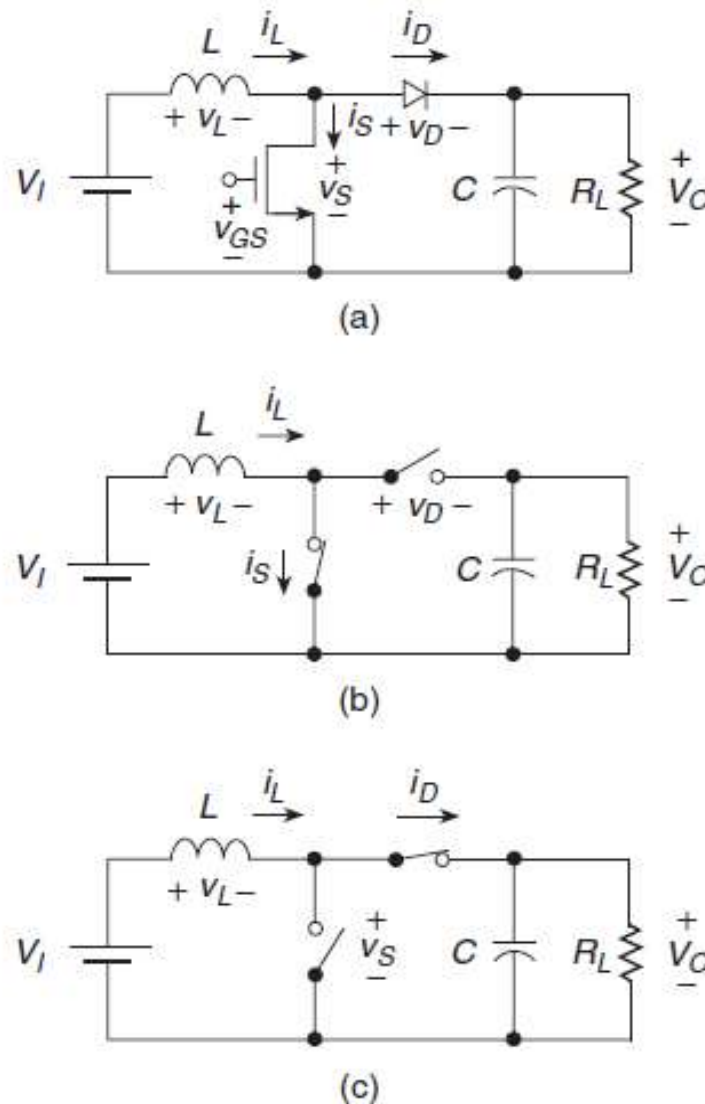 L i_L i_D
+ v_L − i_S + v_D −
V_I + v_GS − + v_S − C R_L + V_O −
(a)
L i_L
+ v_L − + v_D −
V_I i_S C R_L + V_O −
(b)
L i_L i_D
+ v_L −
V_I + v_S − C R_L + V_O −
(c)